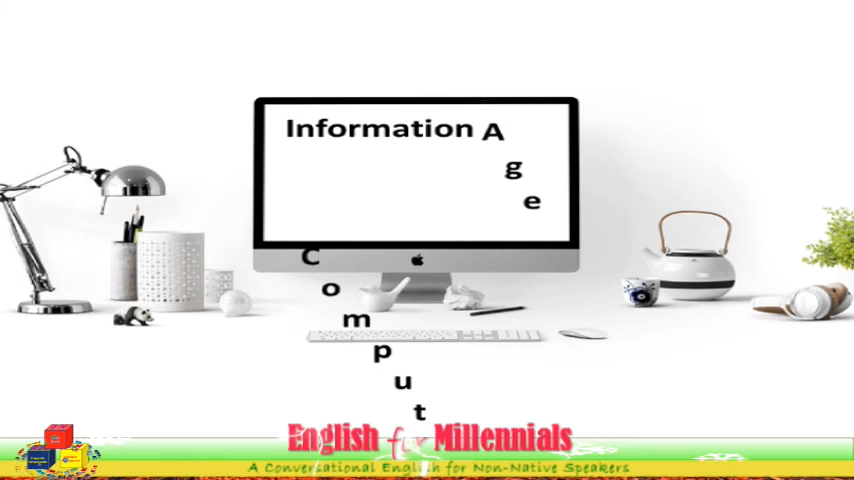 Information Age
Comput
English for Millennials
A Conversational English for Non-Native Speakers